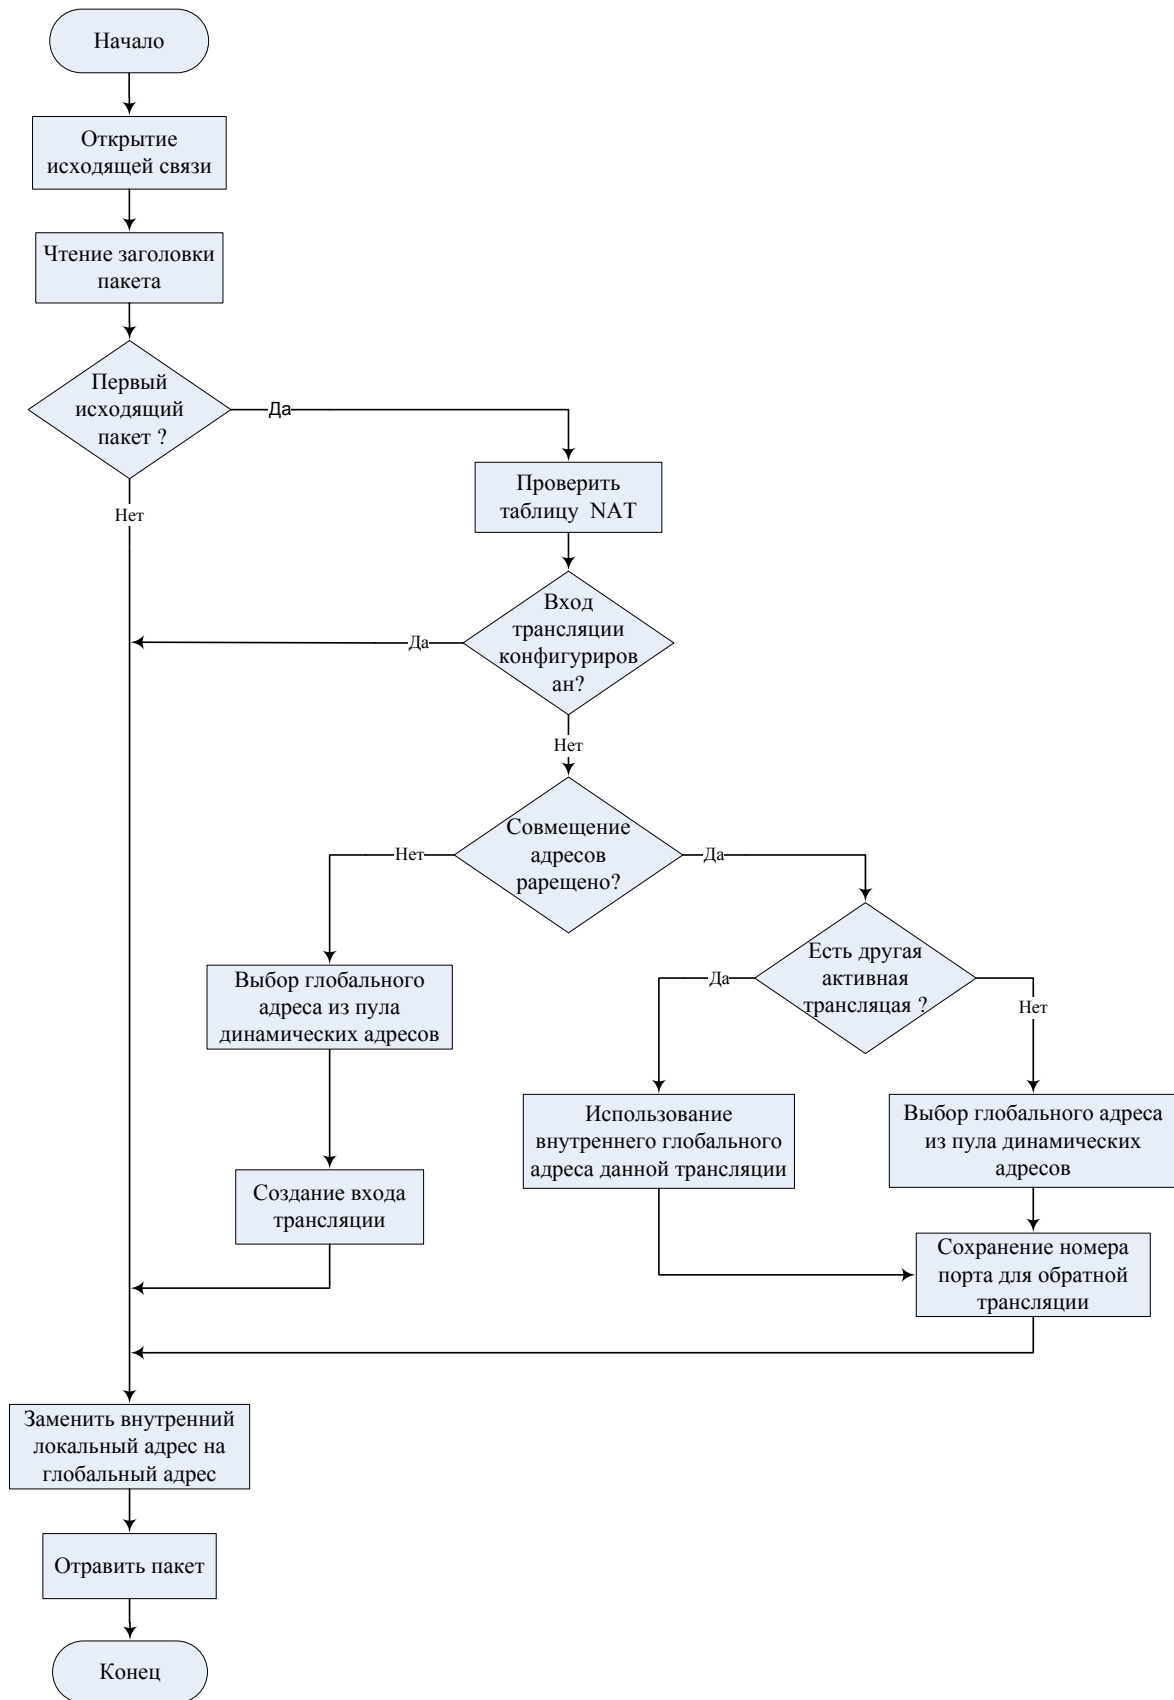 Начало
Открытие
исходящей связи
Чтение заголовки
пакета
Первый
исходящий
пакет ?
Да
Нет
Проверить
таблицу NAT
Вход
трансляции
конфигуриров
ан?
Да
Нет
Совмещение
адресов
рарещено?
Нет
Да
Есть другая
активная
трансляцая ?
Да
Нет
Выбор глобального
адреса из пула
динамических адресов
Использование
внутреннего глобального
адреса данной трансляции
Выбор глобального адреса
из пула динамических
адресов
Создание входа
трансляции
Сохранение номера
порта для обратной
трансляции
Заменить внутренний
локальный адрес на
глобальный адрес
Отравить пакет
Конец